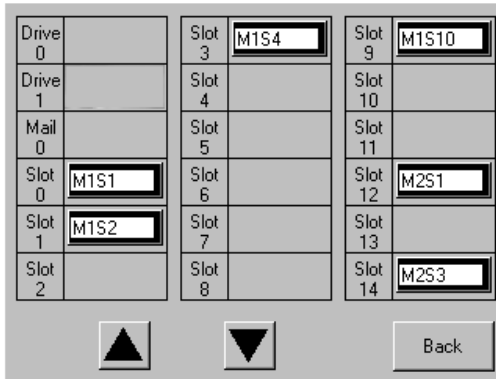 Drive
0
Drive
1
Mail
0
Slot
0
M1S1
Slot
1
M1S2
Slot
2
Slot
3
M1S4
Slot
4
Slot
5
Slot
6
Slot
7
Slot
8
Slot
9
M1S10
Slot
10
Slot
11
Slot
12
M2S1
Slot
13
Slot
14
M2S3
Back